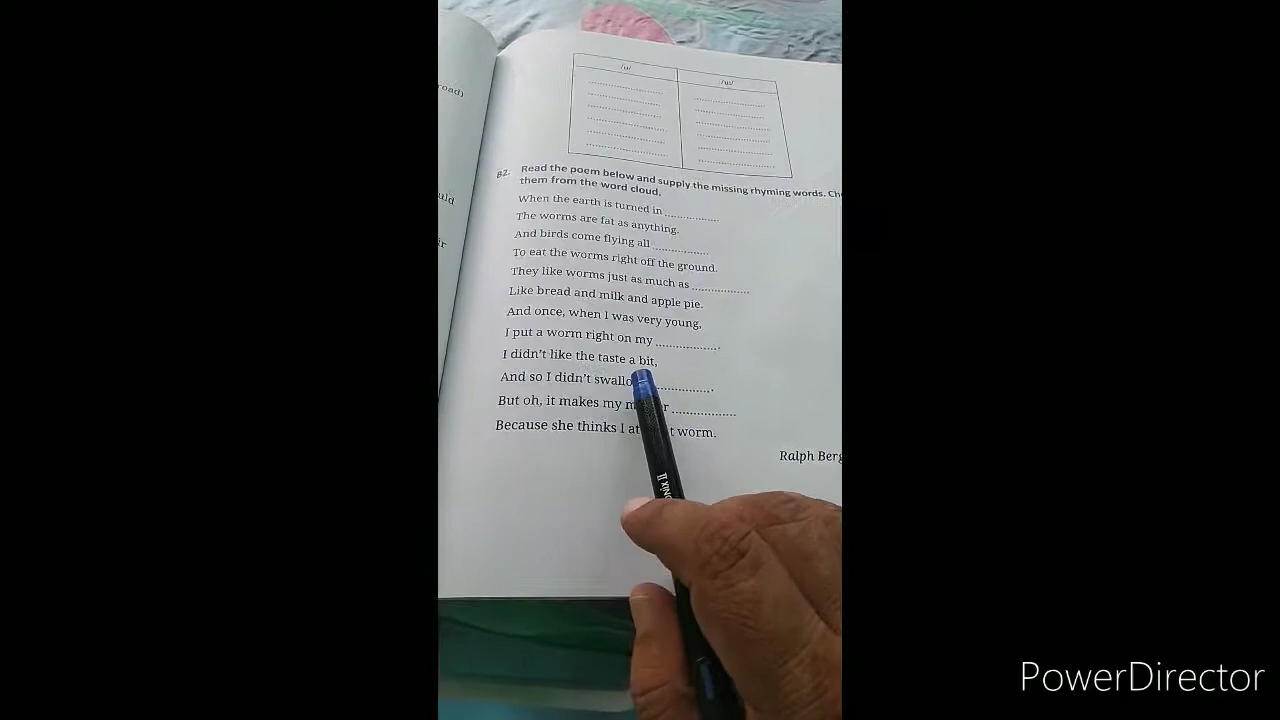 road)
uld
ir
/u/ /u:/
B2. Read the poem below and supply the missing rhyming words. Ch
them from the word cloud.
When the earth is turned in ..................
The worms are fat as anything.
And birds come flying all ..................
To eat the worms right off the ground.
They like worms just as much as ..................
Like bread and milk and apple pie.
And once, when I was very young,
I put a worm right on my ...................
I didn't like the taste a bit,
And so I didn't swallo ..................
But oh, it makes my m r ..................
Because she thinks I at t worm.
Ralph Berg
PowerDirector